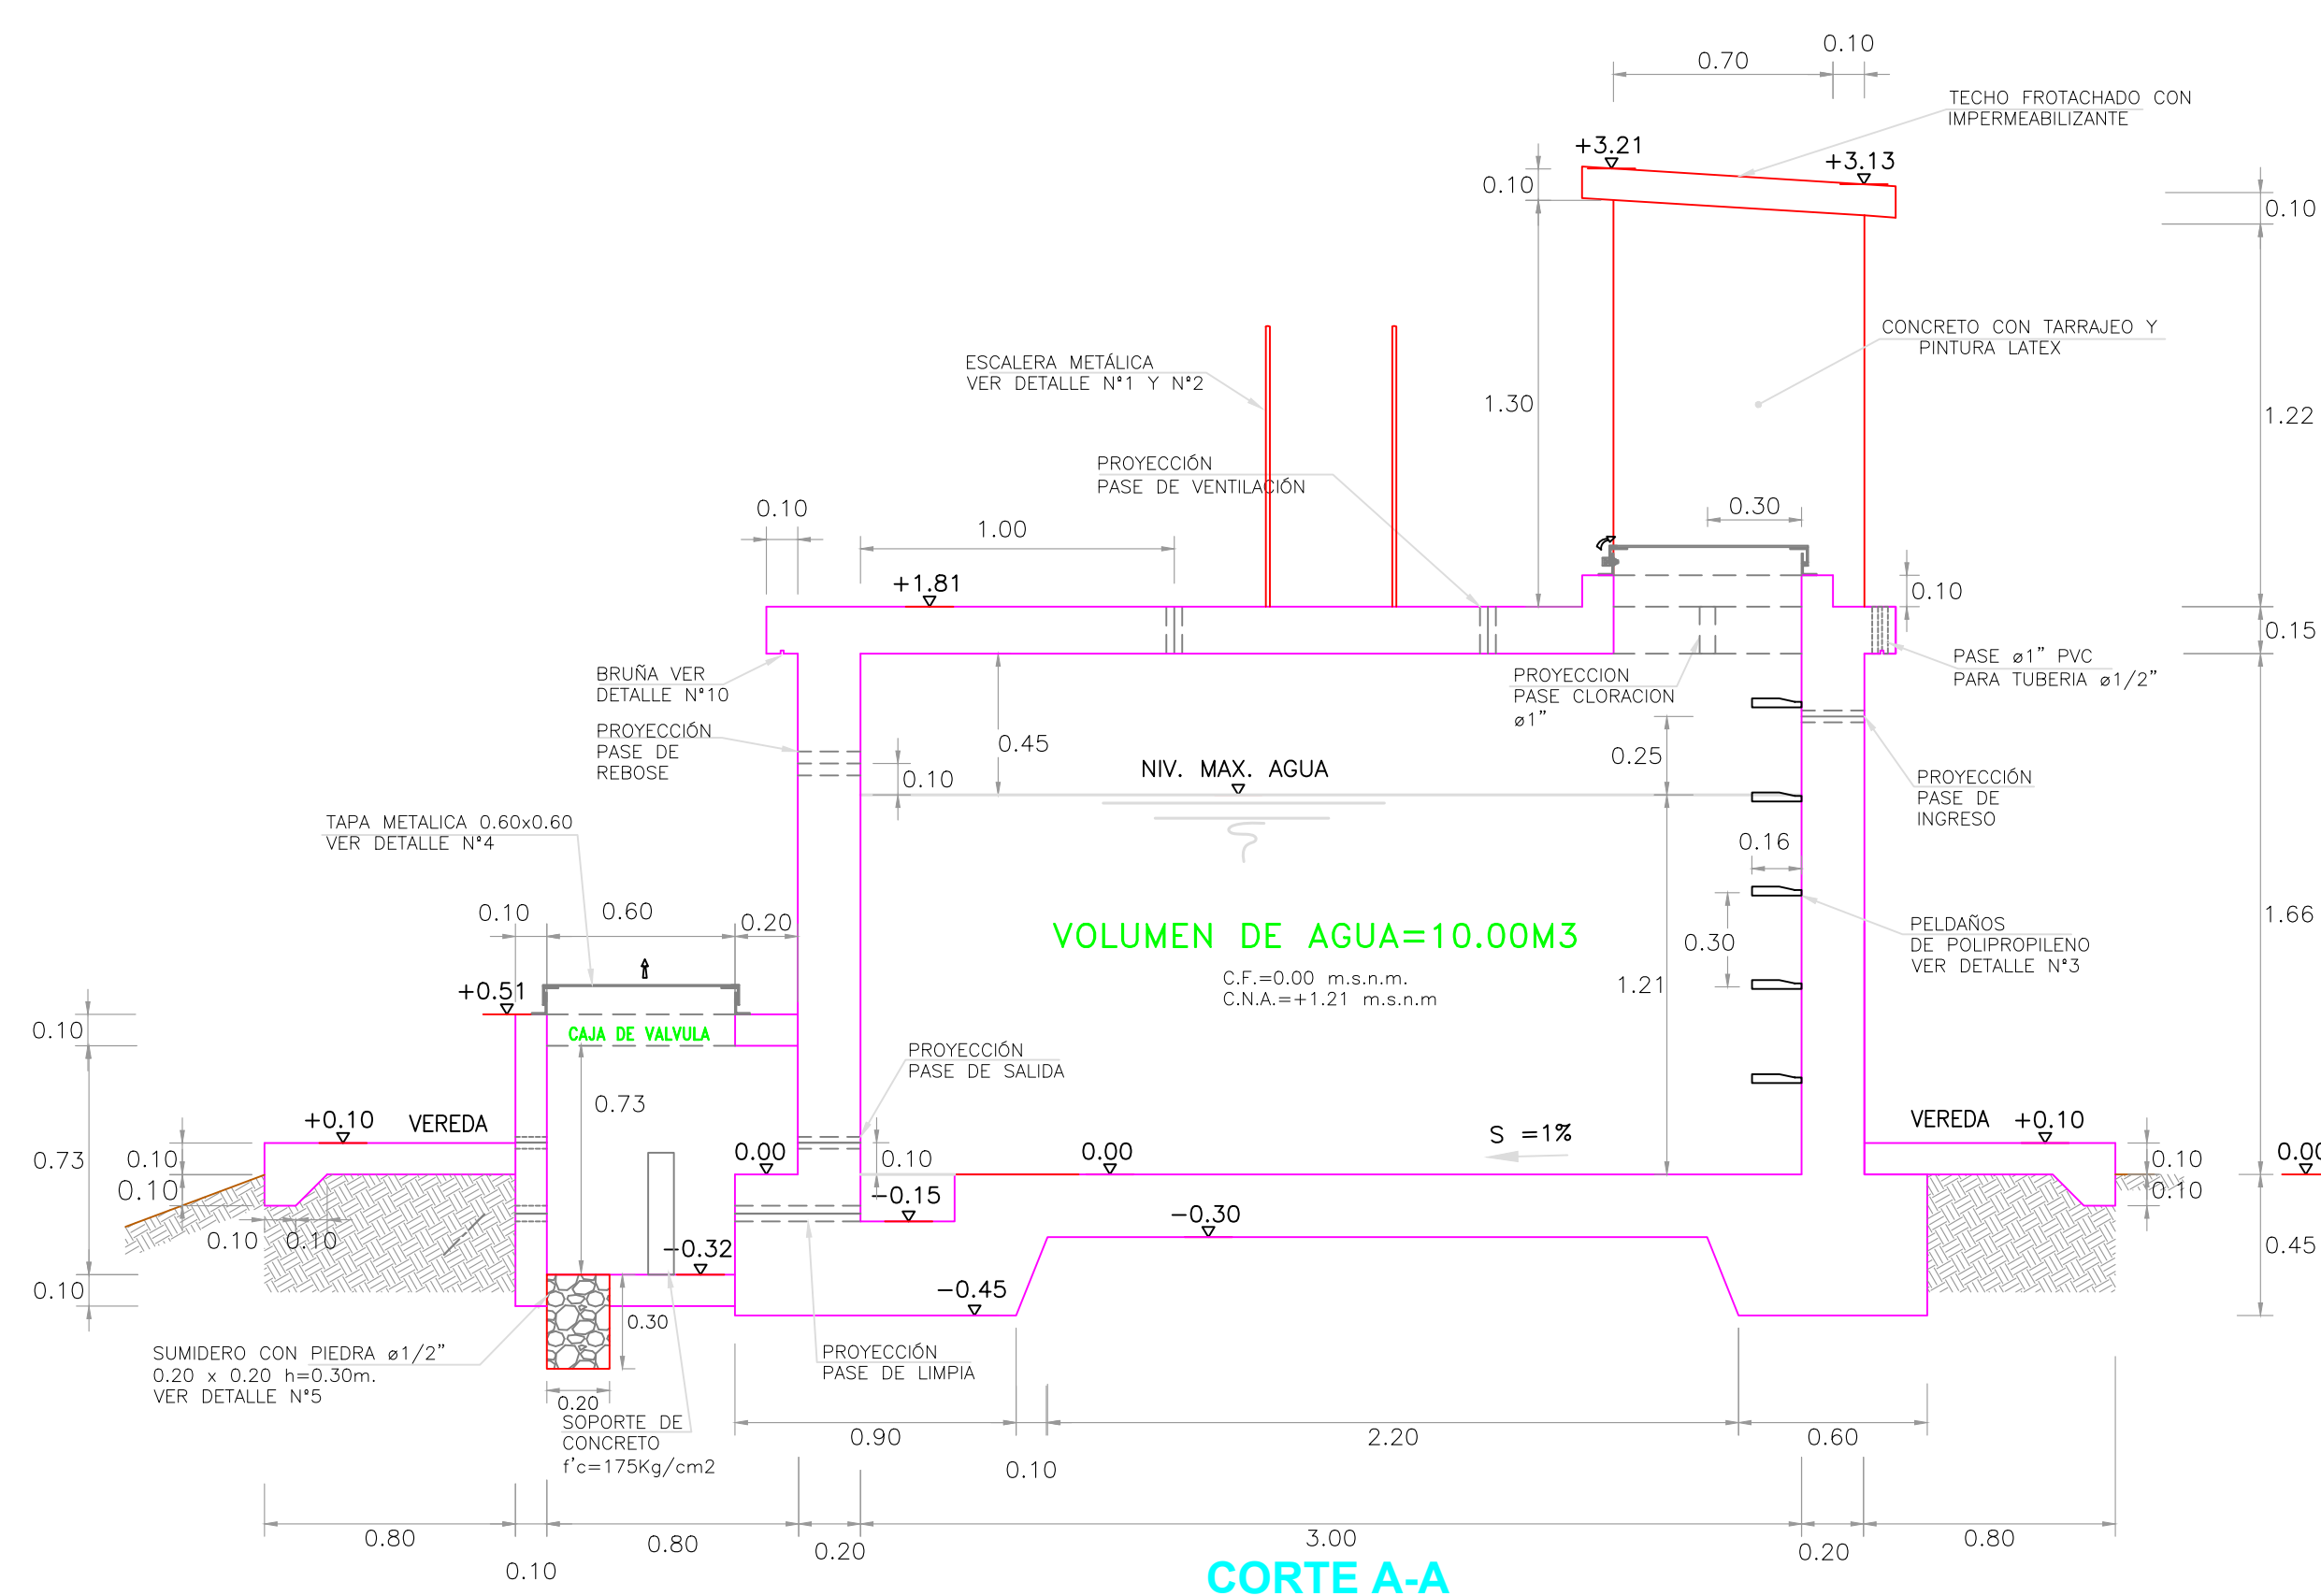 0.10
0.70
TECHO FROTACHADO CON
IMPERMEABILIZANTE
+3.21
+3.13
0.10
0.10
CONCRETO CON TARRAJEO Y
PINTURA LATEX
ESCALERA METÁLICA
VER DETALLE N°1 Y N°2
1.30
1.22
PROYECCIÓN
PASE DE VENTILACIÓN
0.10
1.00
0.30
+1.81
0.10
0.15
BRUÑA VER
DETALLE N°10
PROYECCION
PASE CLORACION
ø1"
PASE ø1" PVC
PARA TUBERIA ø1/2"
PROYECCIÓN
PASE DE
REBOSE
0.45
0.25
0.10
NIV. MAX. AGUA
PROYECCIÓN
PASE DE
INGRESO
TAPA METALICA 0.60x0.60
VER DETALLE N°4
0.16
0.10
0.60
0.20
VOLUMEN DE AGUA=10.00M3
1.66
PELDAÑOS
DE POLIPROPILENO
VER DETALLE N°3
0.30
C.F.=0.00 m.s.n.m.
C.N.A.=+1.21 m.s.n.m
1.21
+0.51
0.10
CAJA DE VALVULA
PROYECCIÓN
PASE DE SALIDA
0.73
+0.10
VEREDA
VEREDA
+0.10
S =1%
0.73
0.10
0.00
0.10
0.00
0.10
0.00
0.10
-0.15
0.10
0.10
0.10
-0.30
0.45
-0.32
0.10
-0.45
0.30
SUMIDERO CON PIEDRA ø1/2"
0.20 x 0.20 h=0.30m.
VER DETALLE N°5
PROYECCIÓN
PASE DE LIMPIA
0.20
SOPORTE DE
CONCRETO
f'c=175Kg/cm2
0.90
2.20
0.60
0.10
0.80
0.80
3.00
0.80
0.10
0.20
0.20
CORTE A-A